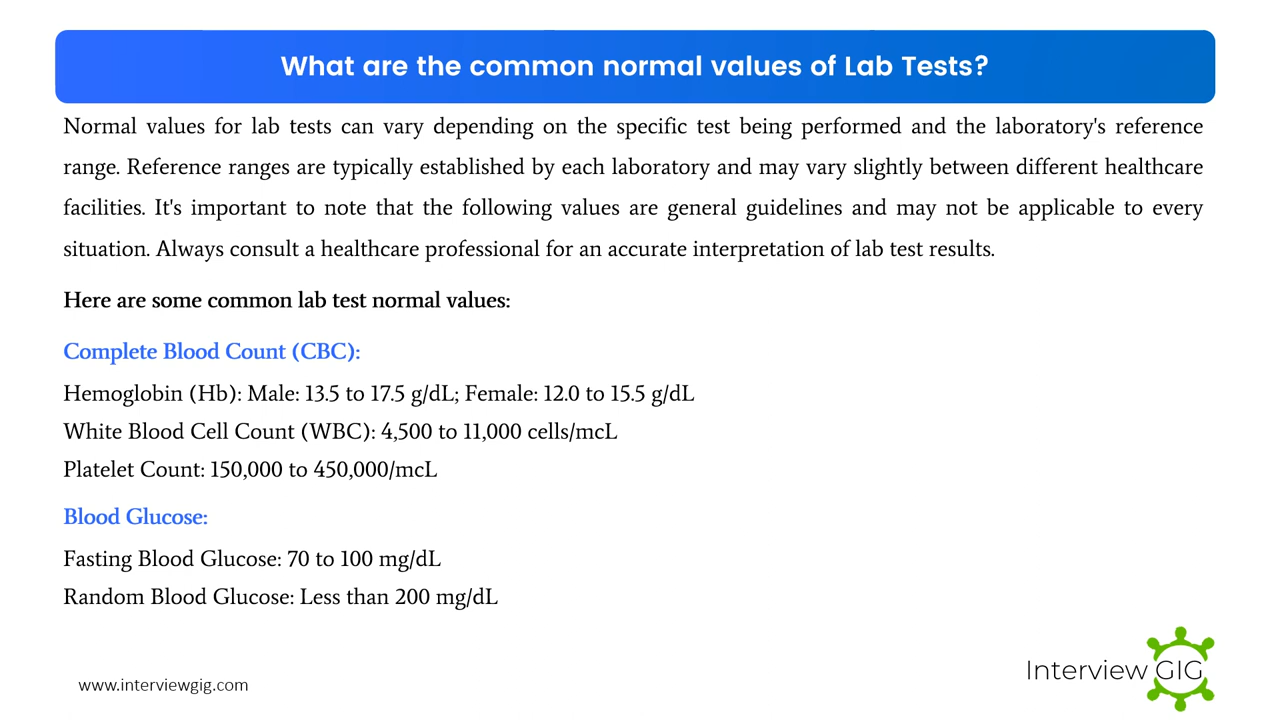 What are the common normal values of Lab Tests?
Normal values for lab tests can vary depending on the specific test being performed and the laboratory's reference
range. Reference ranges are typically established by each laboratory and may vary slightly between different healthcare
facilities. It's important to note that the following values are general guidelines and may not be applicable to every
situation. Always consult a healthcare professional for an accurate interpretation of lab test results.
Here are some common lab test normal values:
Complete Blood Count (CBC):
Hemoglobin (Hb): Male: 13.5 to 17.5 g/dL; Female: 12.0 to 15.5 g/dL
White Blood Cell Count (WBC): 4,500 to 11,000 cells/mcL
Platelet Count: 150,000 to 450,000/mcL
Blood Glucose:
Fasting Blood Glucose: 70 to 100 mg/dL
Random Blood Glucose: Less than 200 mg/dL
www.interviewgig.com
Interview GIG